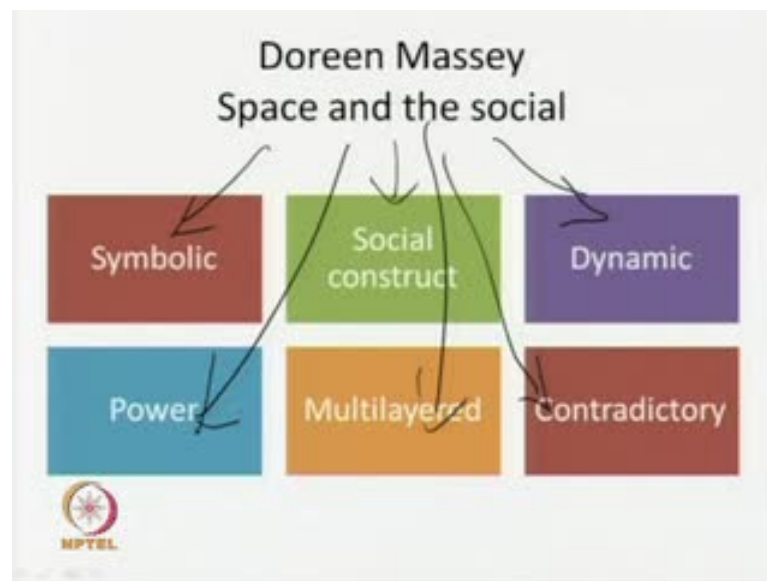 Doreen Massey
Space and the social
Symbolic
Social
construct
Dynamic
Power
Multilayered
Contradictory
NPTEL